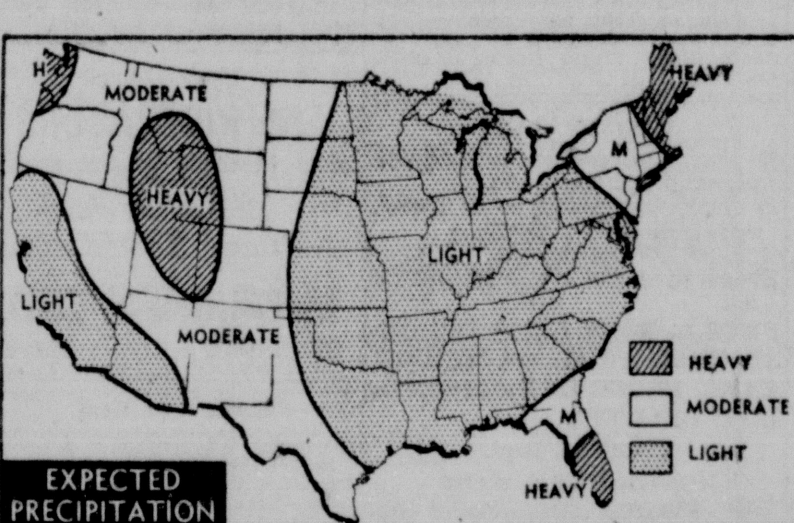 H
MODERATE
HEAVY
HEAVY
M
LIGHT
LIGHT
MODERATE
HEAVY
MODERATE
LIGHT
M
HEAVY
EXPECTED
PRECIPITATION